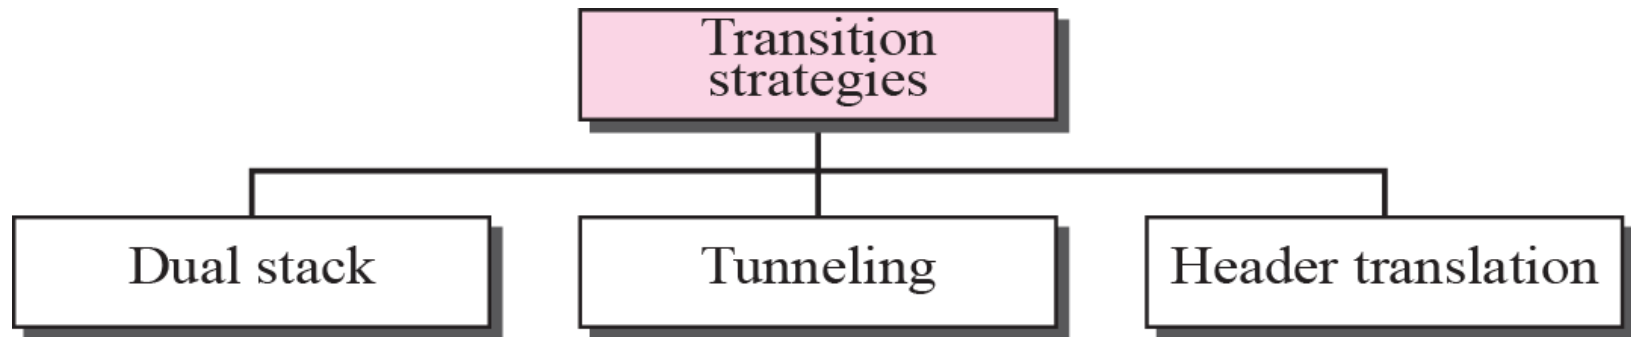 Transition
strategies
Dual stack
Tunneling
Header translation